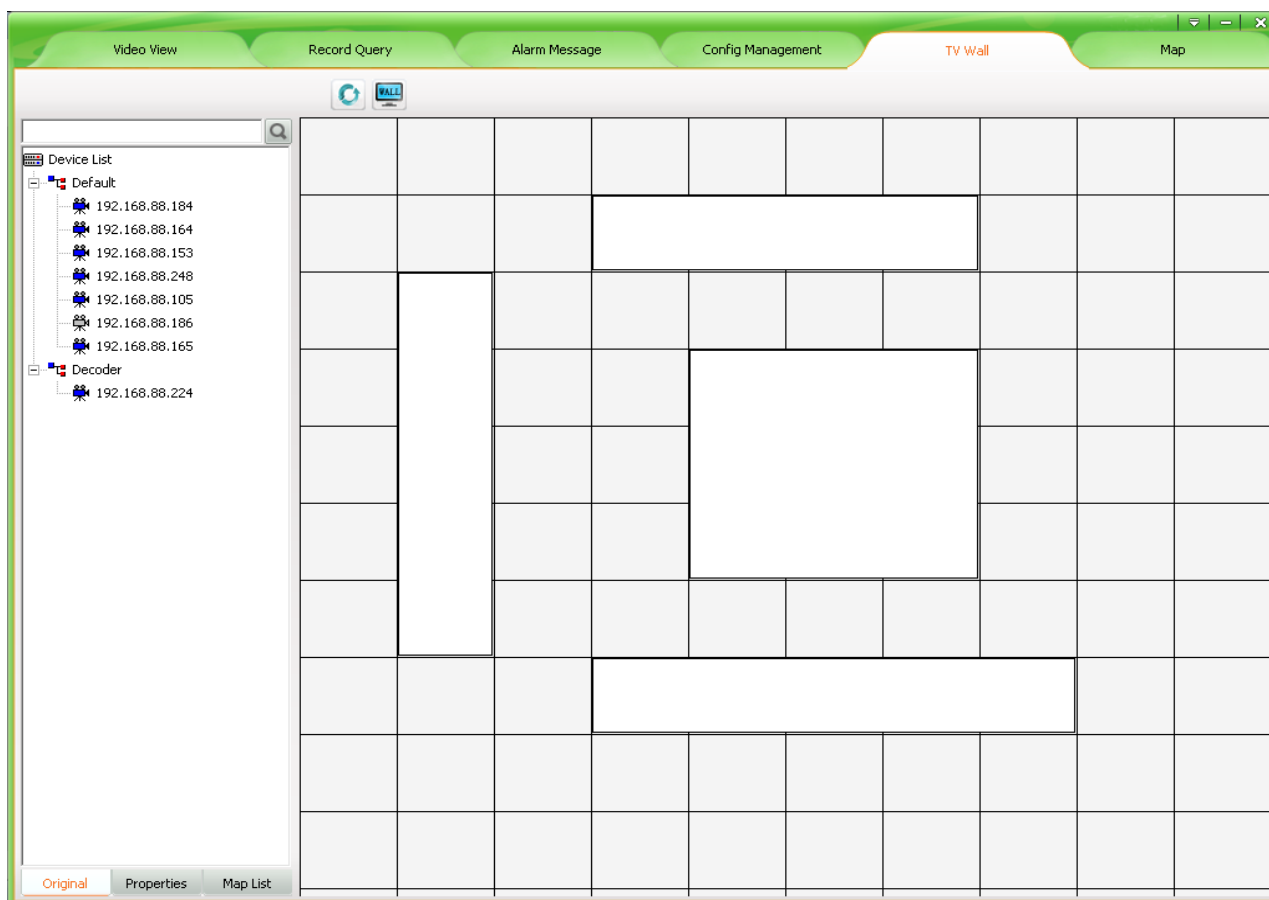 Video View
Record Query
Alarm Message
Config Management
TV Wall
Map
WALL
Device List
Default
192.168.88.184
192.168.88.164
192.168.88.153
192.168.88.248
192.168.88.105
192.168.88.186
192.168.88.165
Decoder
192.168.88.224
Original
Properties
Map List